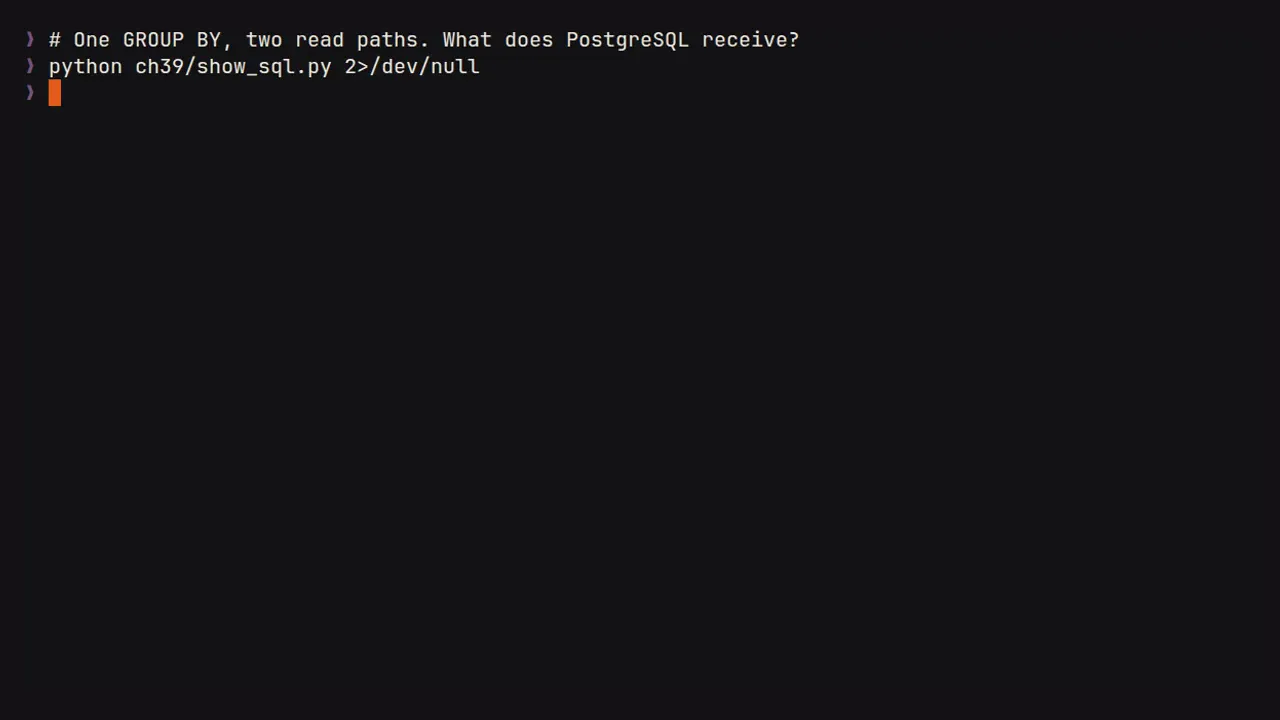 ❯ # One GROUP BY, two read paths. What does PostgreSQL receive?
❯ python ch39/show_sql.py 2>/dev/null
❯